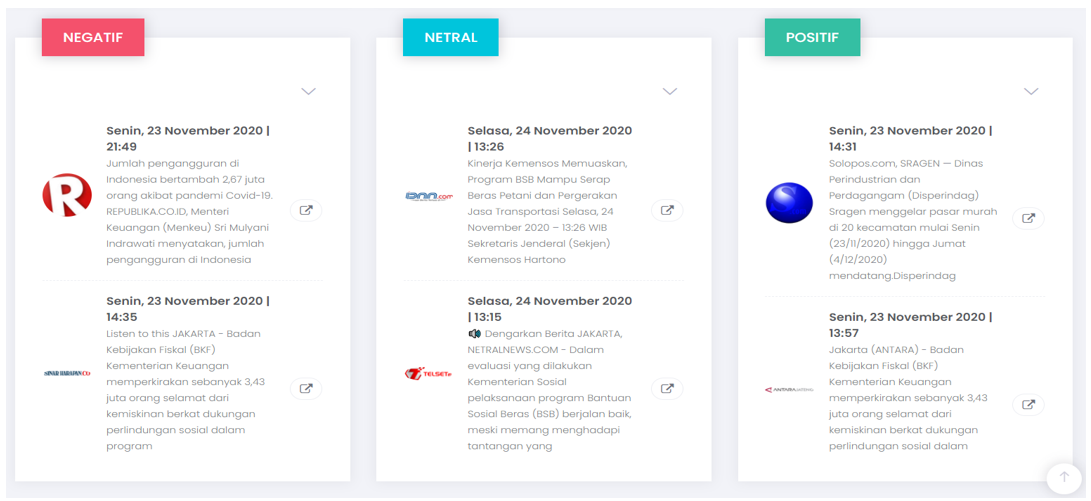 NEGATIF
Senin, 23 November 2020 |
21:49
Jumlah pengangguran di
Indonesia bertambah 2,67 juta
orang akibat pandemi Covid-19.
REPUBLIKA.CO.ID, Menteri
Keuangan (Menkeu) Sri Mulyani
Indrawati menyatakan, jumlah
pengangguran di Indonesia
R
Senin, 23 November 2020 |
14:35
Listen to this JAKARTA - Badan
Kebijakan Fiskal (BKF)
Kementerian Keuangan
memperkirakan sebanyak 3,43
juta orang selamat dari
kemiskinan berkat dukungan
perlindungan sosial dalam
program
SINAR HARAPAN.CO
NETRAL
Selasa, 24 November 2020
| 13:26
Kinerja Kemensos Memuaskan,
Program BSB Mampu Serap
Beras Petani dan Pergerakan
Jasa Transportasi Selasa, 24
November 2020 – 13:26 WIB
Sekretaris Jenderal (Sekjen)
Kemensos Hartono
Selasa, 24 November 2020
| 13:15
Dengarkan Berita JAKARTA,
NETRALNEWS.COM - Dalam
evaluasi yang dilakukan
Kementerian Sosial
pelaksanaan program Bantuan
Sosial Beras (BSB) berjalan baik,
meski memang menghadapi
tantangan yang
TELSET
POSITIF
Senin, 23 November 2020 |
14:31
Solopos.com, SRAGEN — Dinas
Perindustrian dan
Perdagangam (Disperindag)
Sragen menggelar pasar murah
di 20 kecamatan mulai Senin
(23/11/2020) hingga Jumat
(4/12/2020)
mendatang.Disperindag
S
Senin, 23 November 2020 |
13:57
Jakarta (ANTARA) - Badan
Kebijakan Fiskal (BKF)
Kementerian Keuangan
memperkirakan sebanyak 3,43
juta orang selamat dari
kemiskinan berkat dukungan
perlindungan sosial dalam
ANTARA